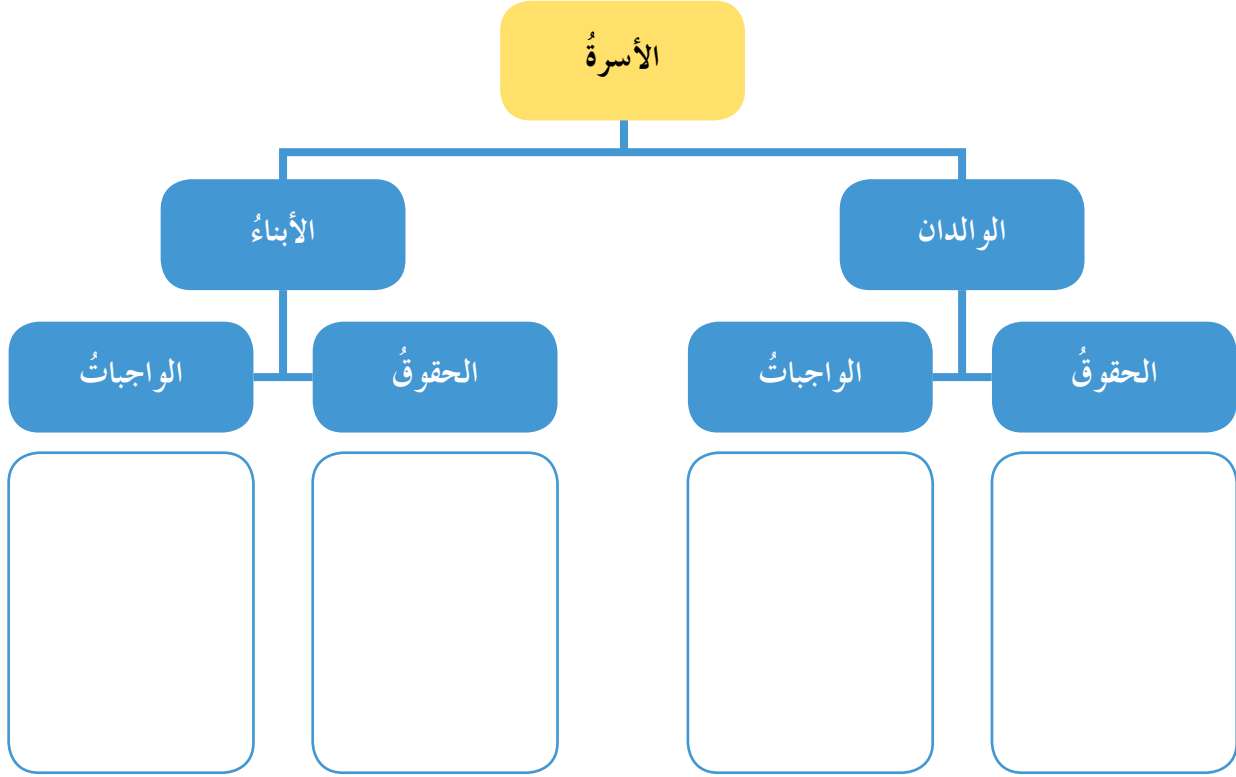 الأسرةُ
الوالدان
الأبناءُ
الحقوقُ
الواجباتُ
الحقوقُ
الواجباتُ